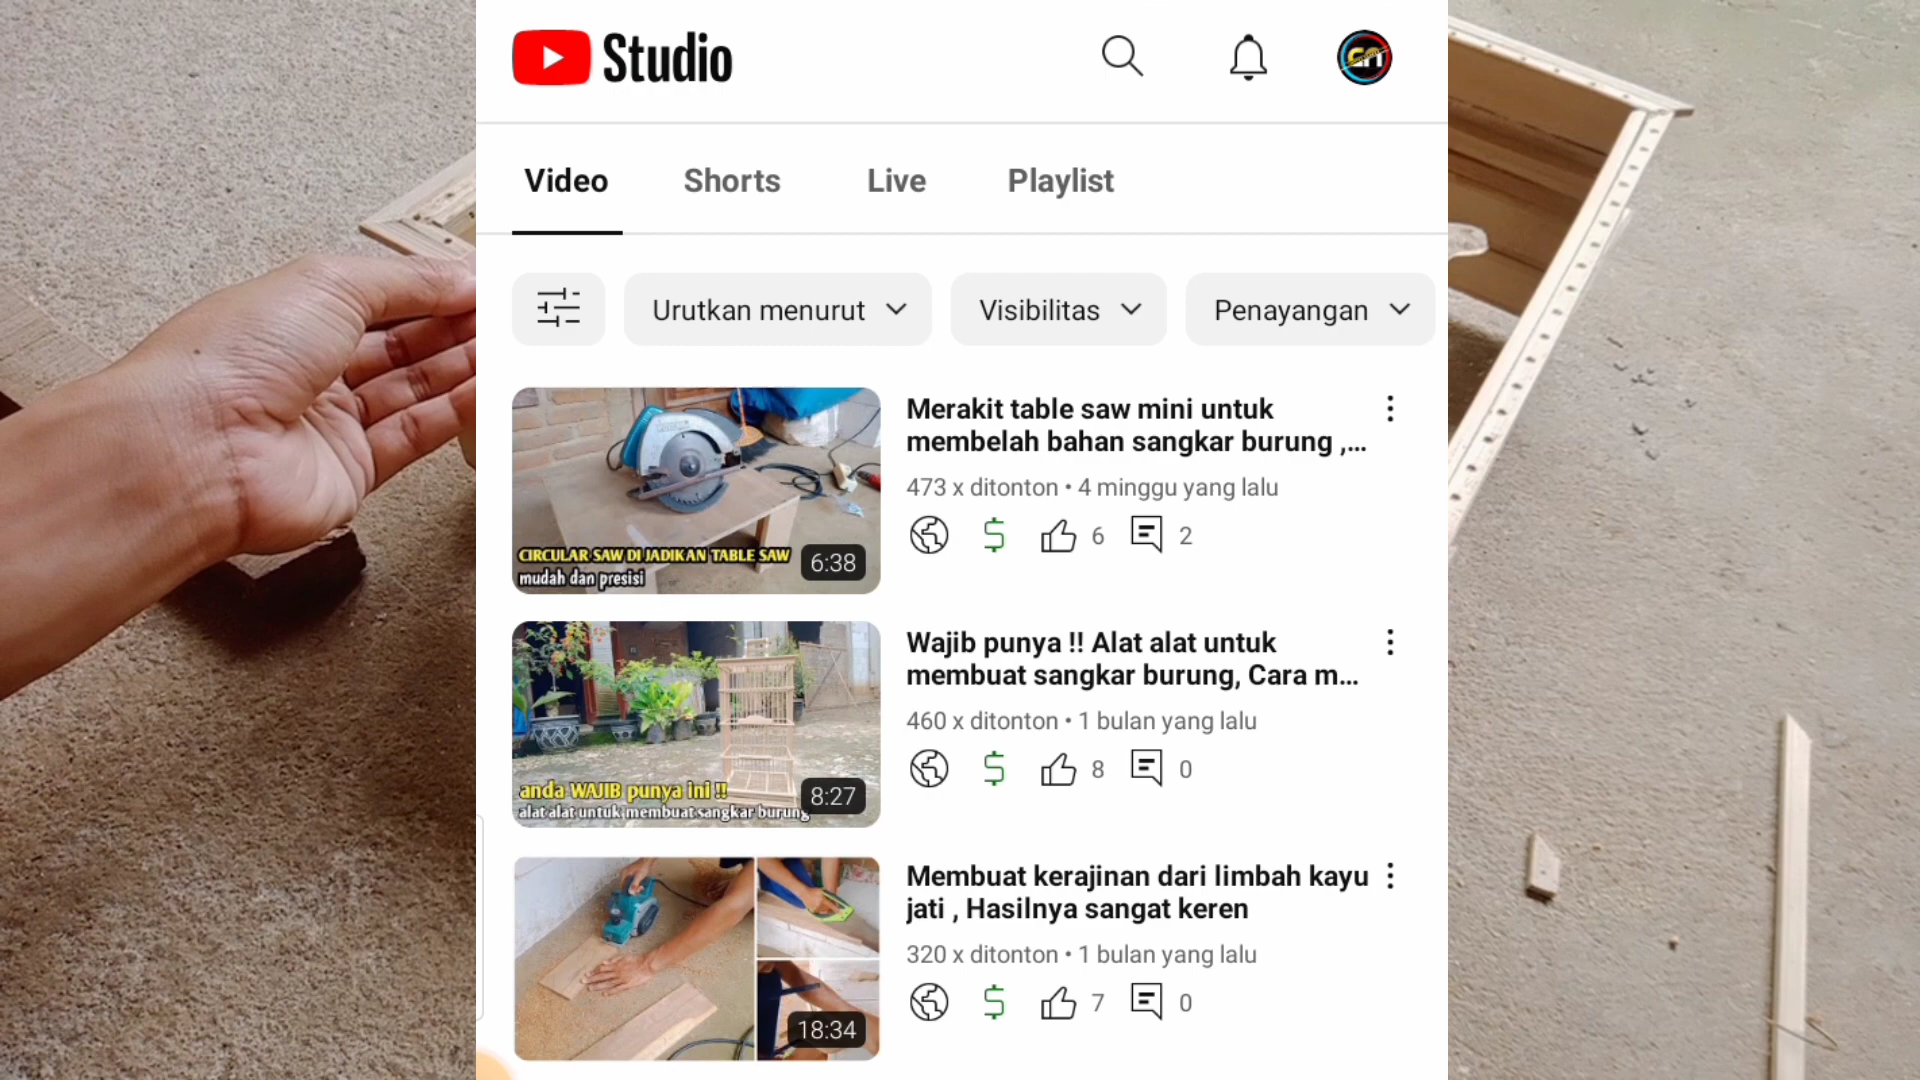 Studio
GA
Video
Shorts
Live
Playlist
Urutkan menurut
Visibilitas
Penayangan
Merakit table saw mini untuk
membelah bahan sangkar burung ,...
473 x ditonton • 4 minggu yang lalu
6
2
CIRCULAR SAW DI JADIKAN TABLE SAW
mudah dan presisi
6:38
Wajib punya !! Alat alat untuk
membuat sangkar burung, Cara m...
460 x ditonton • 1 bulan yang lalu
8
0
anda WAJIB punya ini !!
alat alat untuk membuat sangkar burung
8:27
Membuat kerajinan dari limbah kayu
jati , Hasilnya sangat keren
320 x ditonton • 1 bulan yang lalu
7
0
18:34